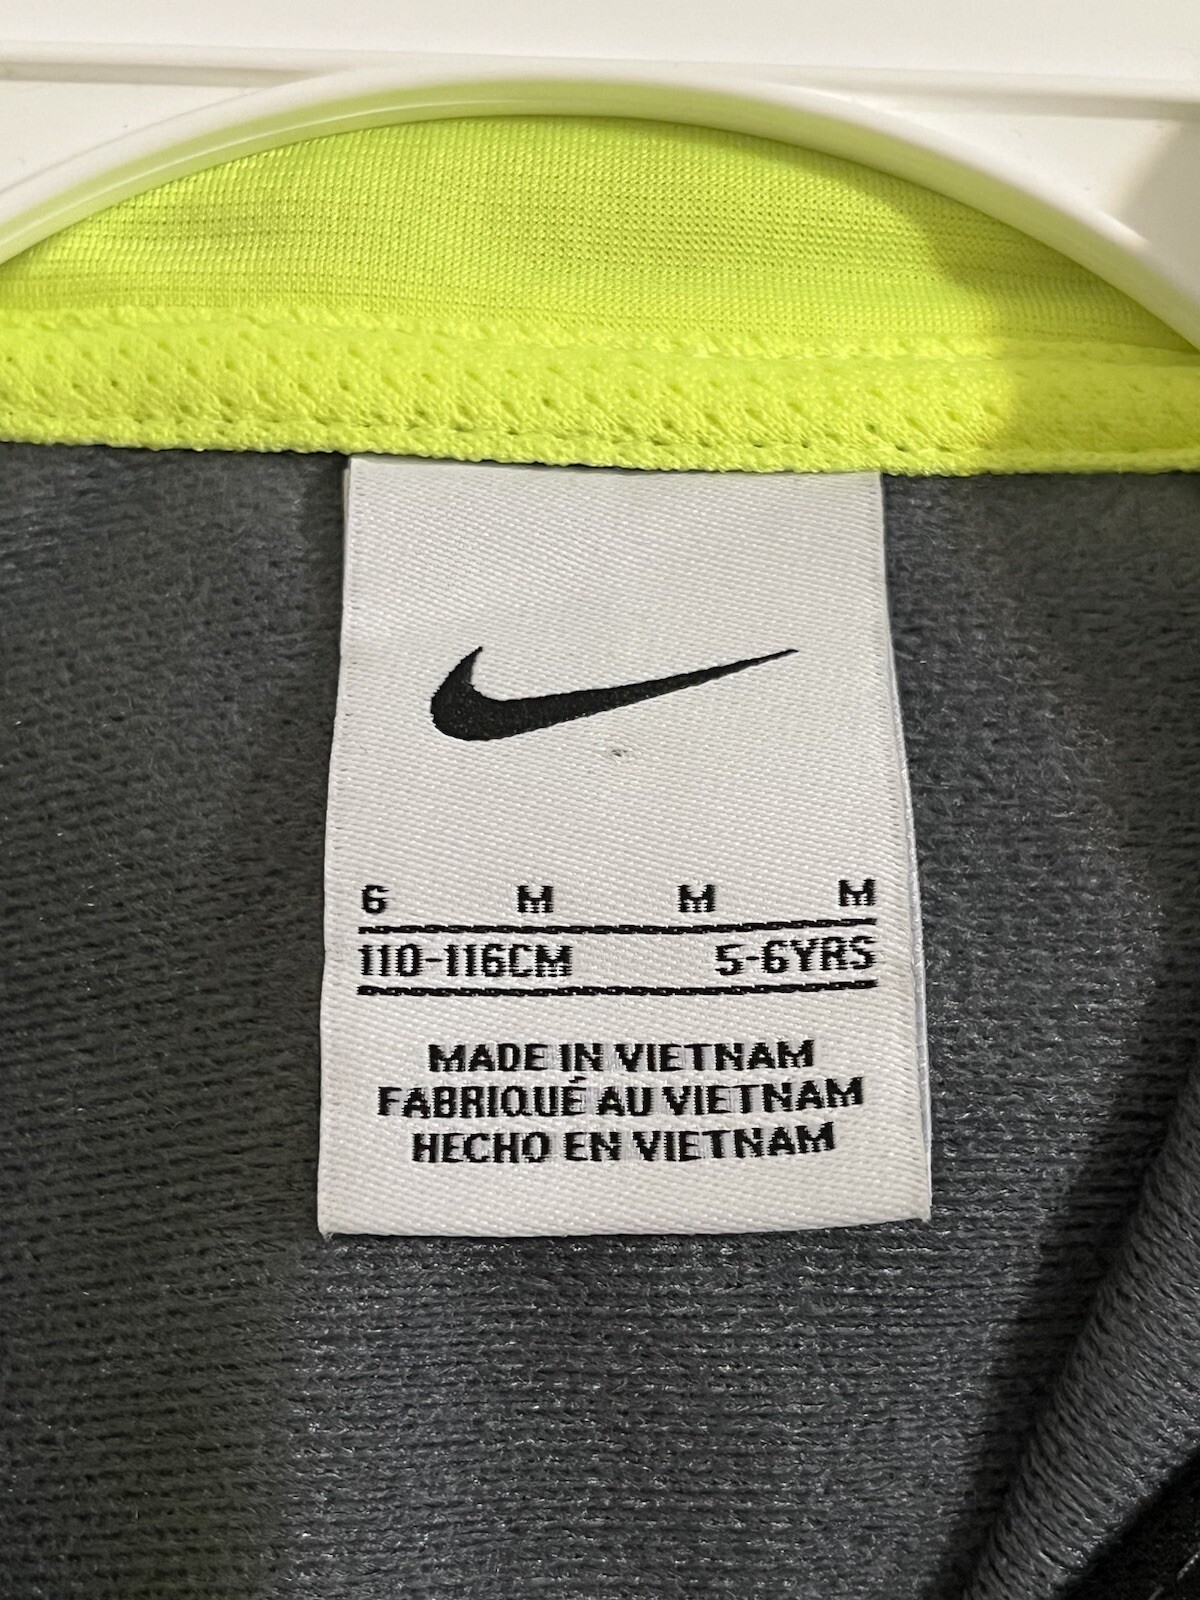 6 M M M
110-116CM 5-6YRS
MADE IN VIETNAM
FABRIQUÉ AU VIETNAM
HECHO EN VIETNAM